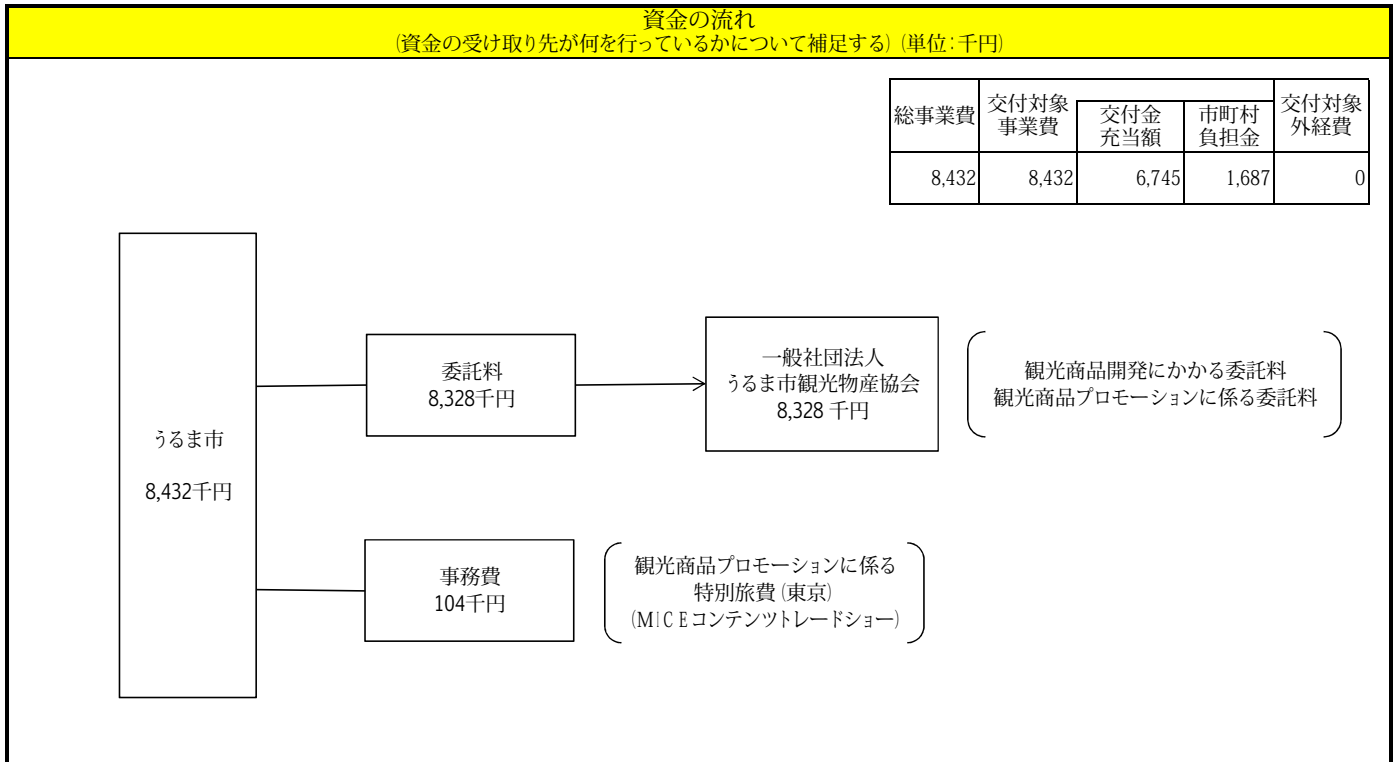 資金の流れ
（資金の受け取り先が何を行っているかについて補足する）（単位：千円）
総事業費
交付対象
事業費
交付金
充当額
市町村
負担金
交付対象
外経費
8,432
8,432
6,745
1,687
0
うるま市
8,432千円
委託料
8,328千円
一般社団法人
うるま市観光物産協会
8,328 千円
観光商品開発にかかる委託料
観光商品プロモーションに係る委託料
事務費
104千円
観光商品プロモーションに係る
特別旅費（東京）
（MICEコンテンツトレードショー）